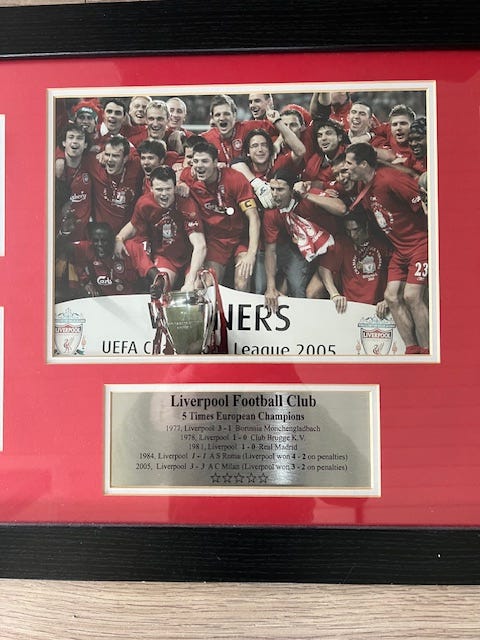 WINERS
UEFA C League 2005
LIVERPOOL
LIVERPOOL
Carlsberg
23
Liverpool Football Club
5 Times European Champions
1977, Liverpool 3 - 1 Borussia Monchengladbach
1978, Liverpool 1 - 0 Club Brugge K.V.
1981, Liverpool 1 - 0 Real Madrid
1984, Liverpool 1 - 1 A S Roma (Liverpool won 4 - 2 on penalties)
2005, Liverpool 3 - 3 A C Milan (Liverpool won 3 - 2 on penalties)